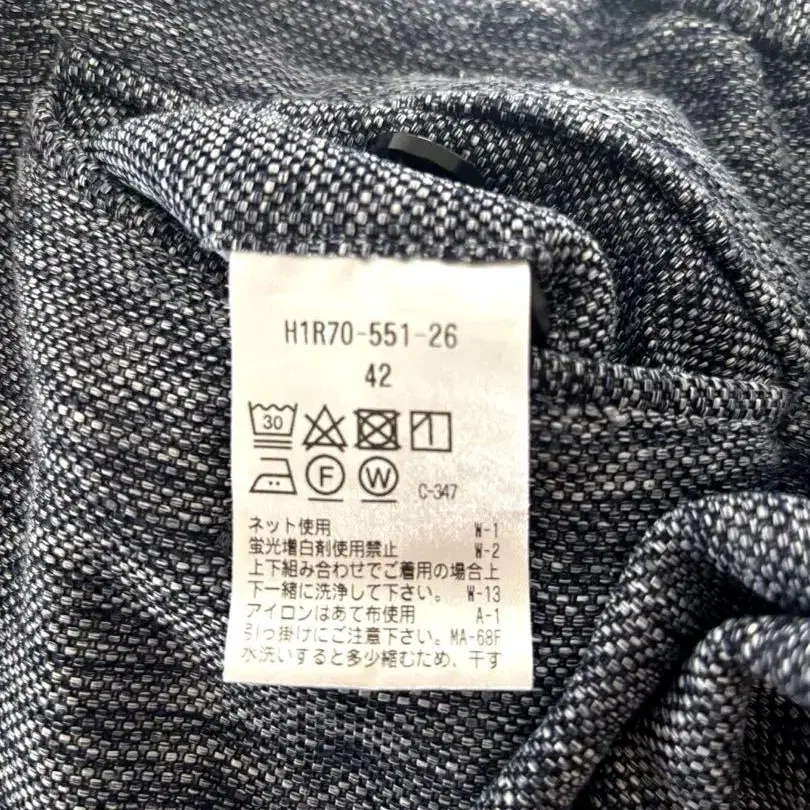 H1R70-551-26
42
30
F W C-347
ネット使用 W-1
蛍光増白剤使用禁止 W-2
上下組み合わせでご着用の場合上
下一緒に洗浄して下さい。 W-13
アイロンはあて布使用 A-1
引っ掛けにご注意下さい。 MA-68F
水洗いすると多少縮むため、干す